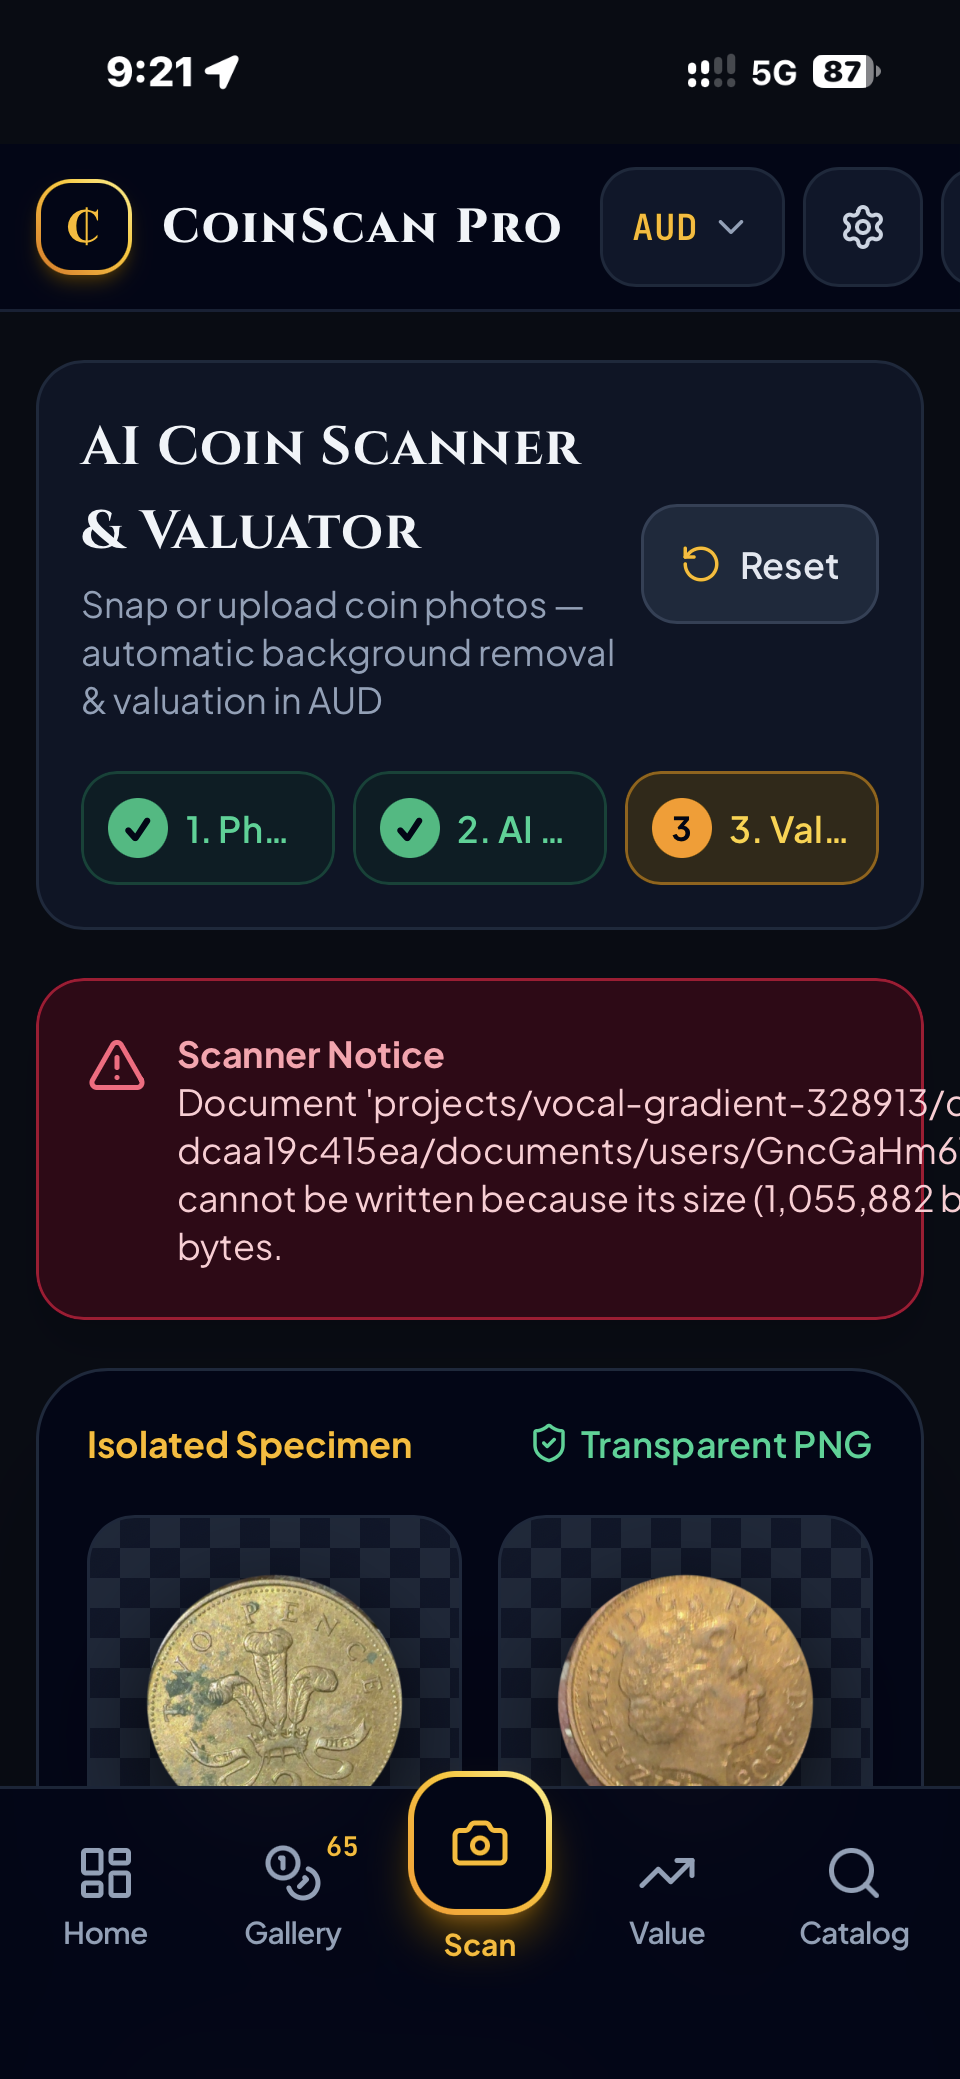 9:21
5G 87
₵ COINSCAN PRO AUD
AI COIN SCANNER
& VALUATOR
Reset
Snap or upload coin photos —
automatic background removal
& valuation in AUD
1. Ph...
2. AI ...
3 3. Val...
Scanner Notice
Document 'projects/vocal-gradient-328913/
dcaa19c415ea/documents/users/GncGaHm6
cannot be written because its size (1,055,882 b
bytes.
Isolated Specimen
Transparent PNG
O PENCE
65
Home
Gallery
Scan
Value
Catalog